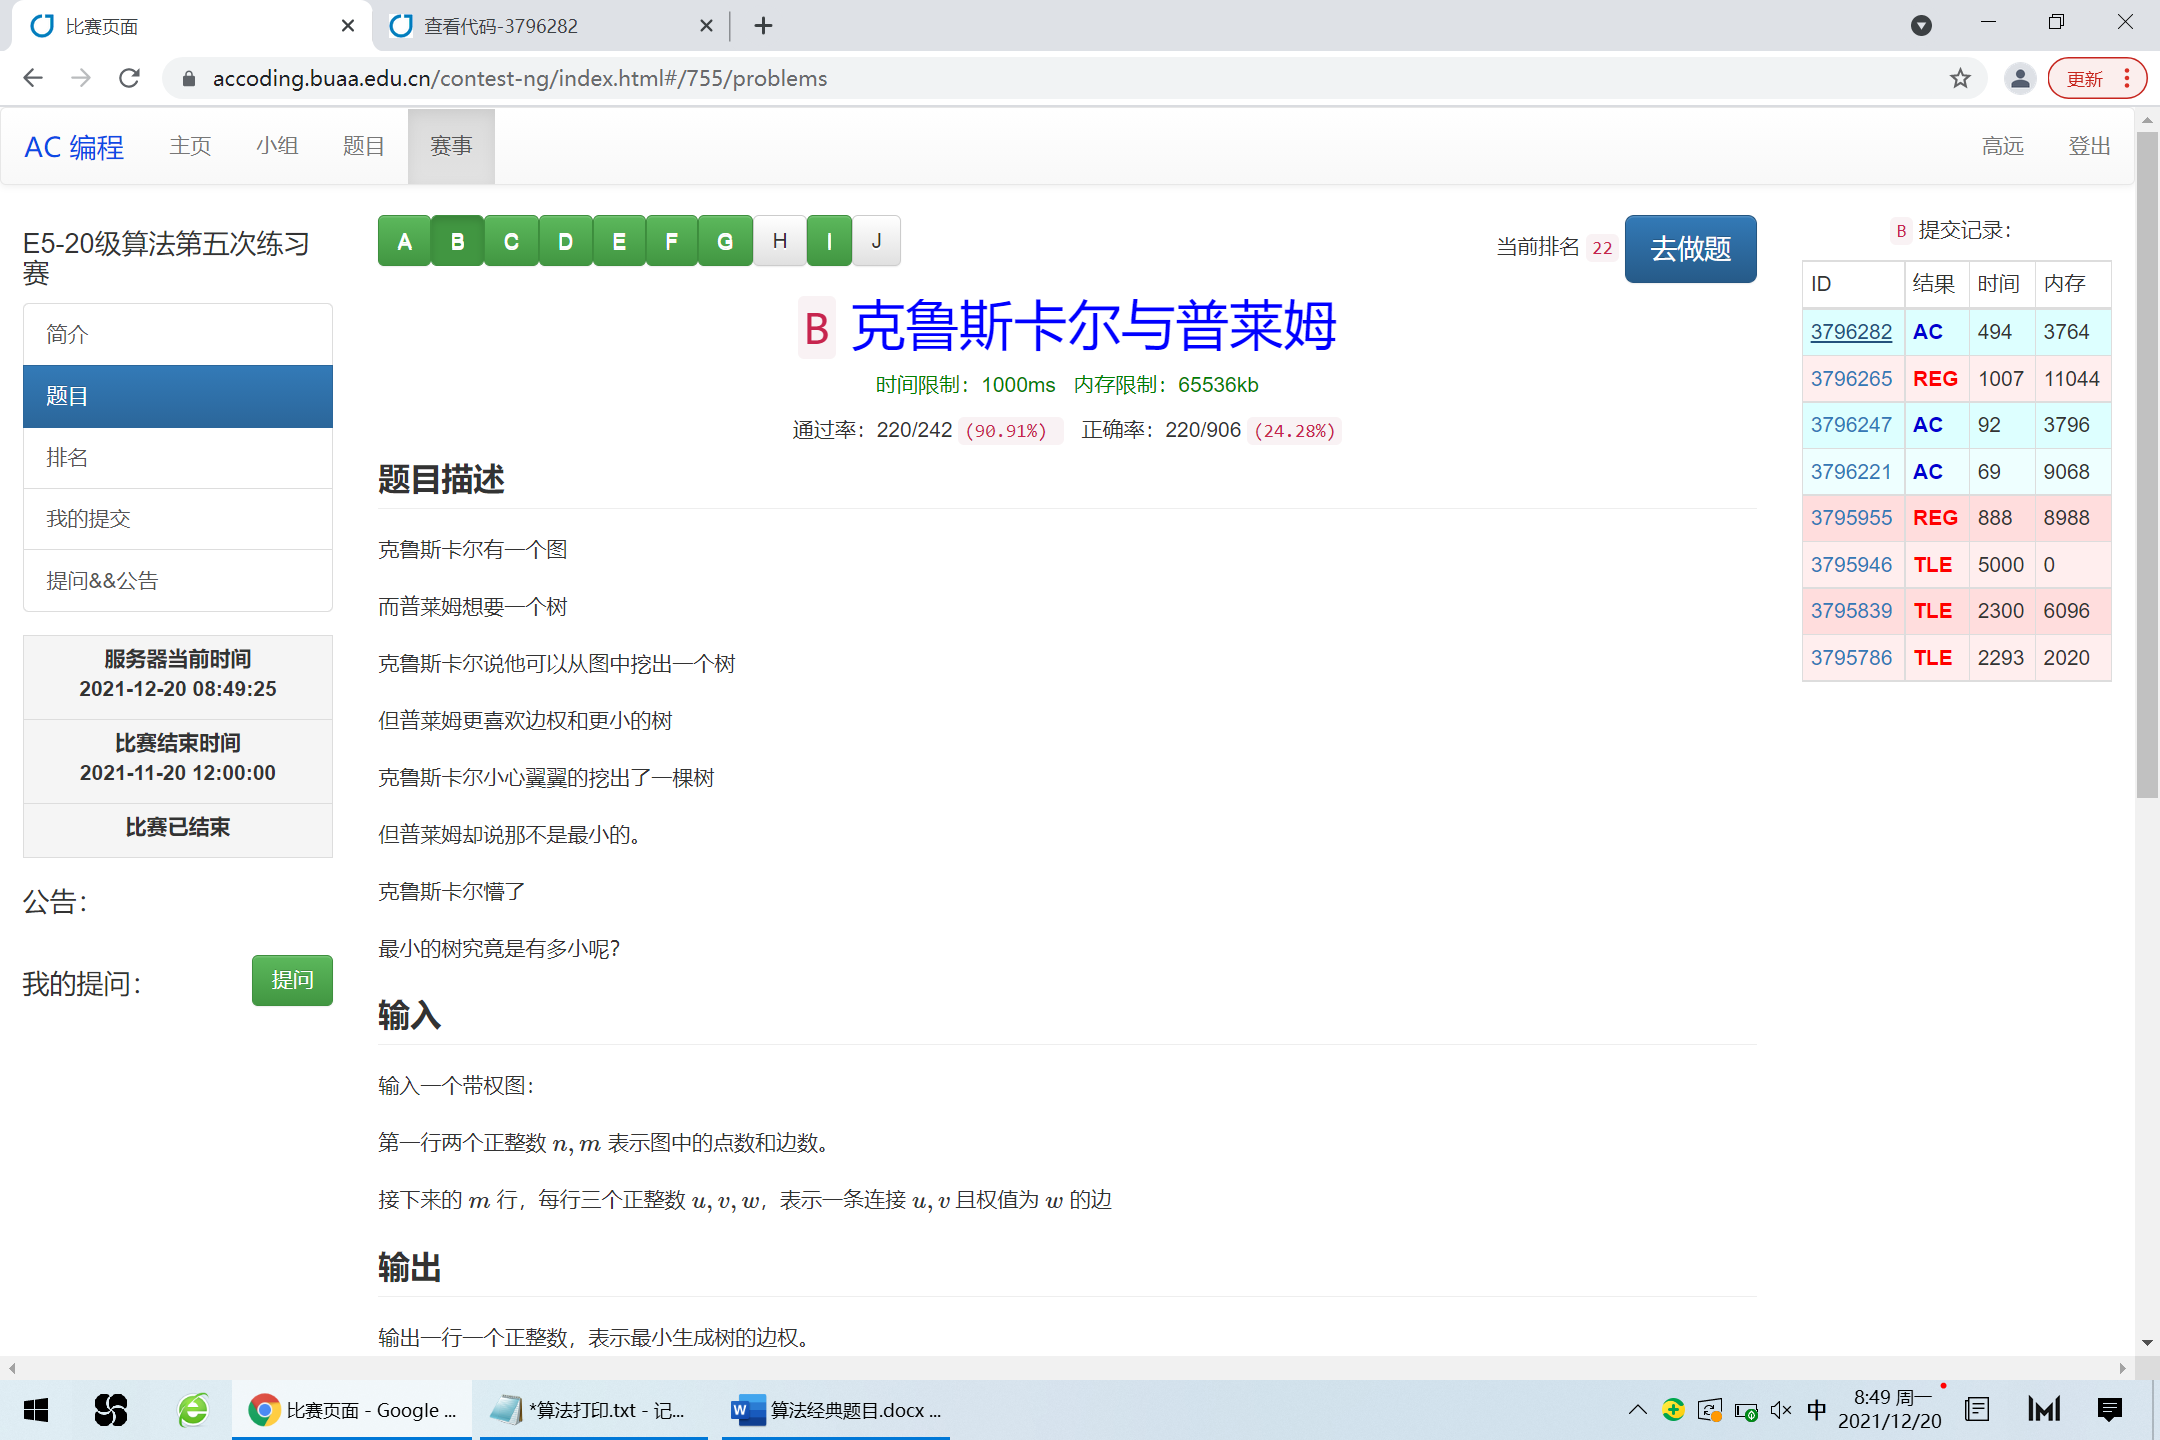 比赛页面
查看代码-3796282
accoding.buaa.edu.cn/contest-ng/index.html#/755/problems
更新
AC 编程 主页 小组 题目 赛事 高远 登出
E5-20级算法第五次练习
赛
简介
题目
排名
我的提交
提问&&公告
服务器当前时间
2021-12-20 08:49:25
比赛结束时间
2021-11-20 12:00:00
比赛已结束
公告：
我的提问： 提问
A B C D E F G H I J
当前排名 22 去做题
B 克鲁斯卡尔与普莱姆
时间限制：1000ms 内存限制：65536kb
通过率：220/242 (90.91%) 正确率：220/906 (24.28%)
题目描述
克鲁斯卡尔有一个图
而普莱姆想要一个树
克鲁斯卡尔说他可以从图中挖出一个树
但普莱姆更喜欢边权和更小的树
克鲁斯卡尔小心翼翼的挖出了一棵树
但普莱姆却说那不是最小的。
克鲁斯卡尔懵了
最小的树究竟是有多小呢？
输入
输入一个带权图：
第一行两个正整数 n, m 表示图中的点数和边数。
接下来的 m 行，每行三个正整数 u, v, w，表示一条连接 u, v 且权值为 w 的边
输出
输出一行一个正整数，表示最小生成树的边权。
B 提交记录：
ID 结果 时间 内存
3796282 AC 494 3764
3796265 REG 1007 11044
3796247 AC 92 3796
3796221 AC 69 9068
3795955 REG 888 8988
3795946 TLE 5000 0
3795839 TLE 2300 6096
3795786 TLE 2293 2020
比赛页面 - Google ...
*算法打印.txt - 记...
算法经典题目.docx ...
中
8:49 周一
2021/12/20